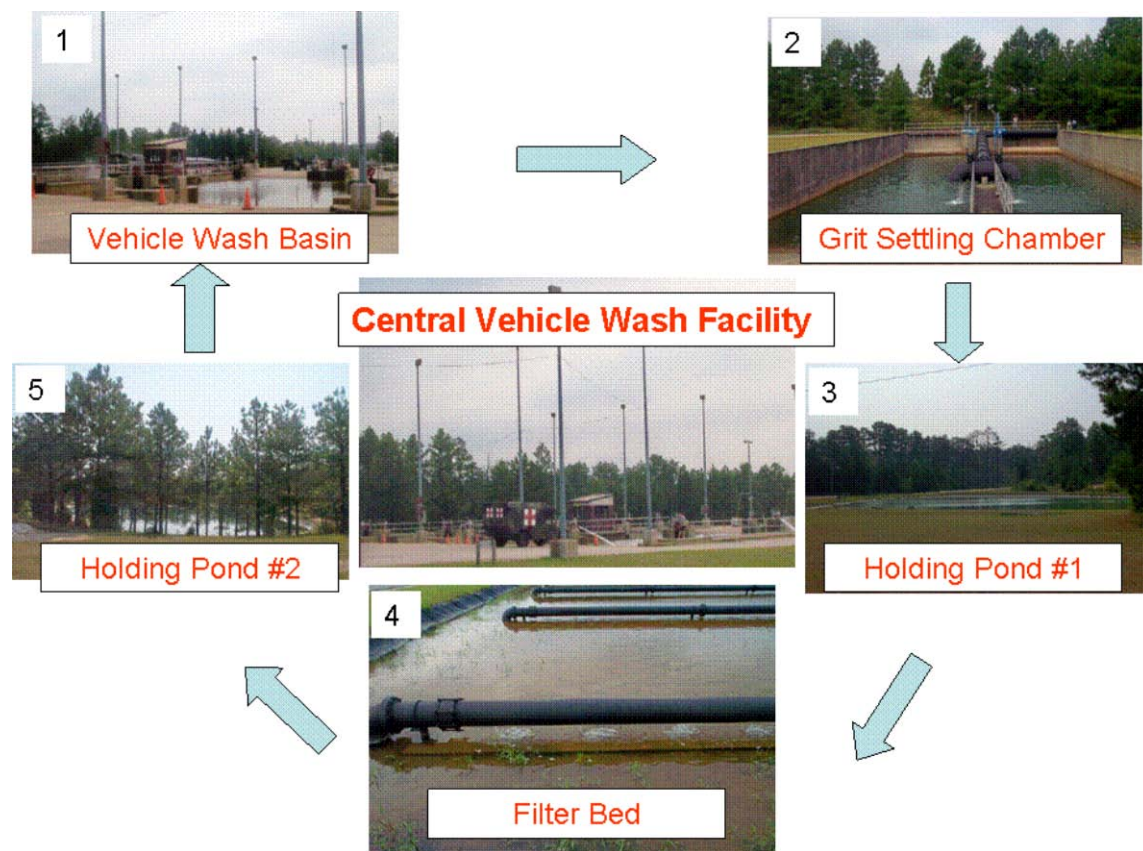 1
Vehicle Wash Basin
2
Grit Settling Chamber
Central Vehicle Wash Facility
3
Holding Pond #1
4
Filter Bed
5
Holding Pond #2